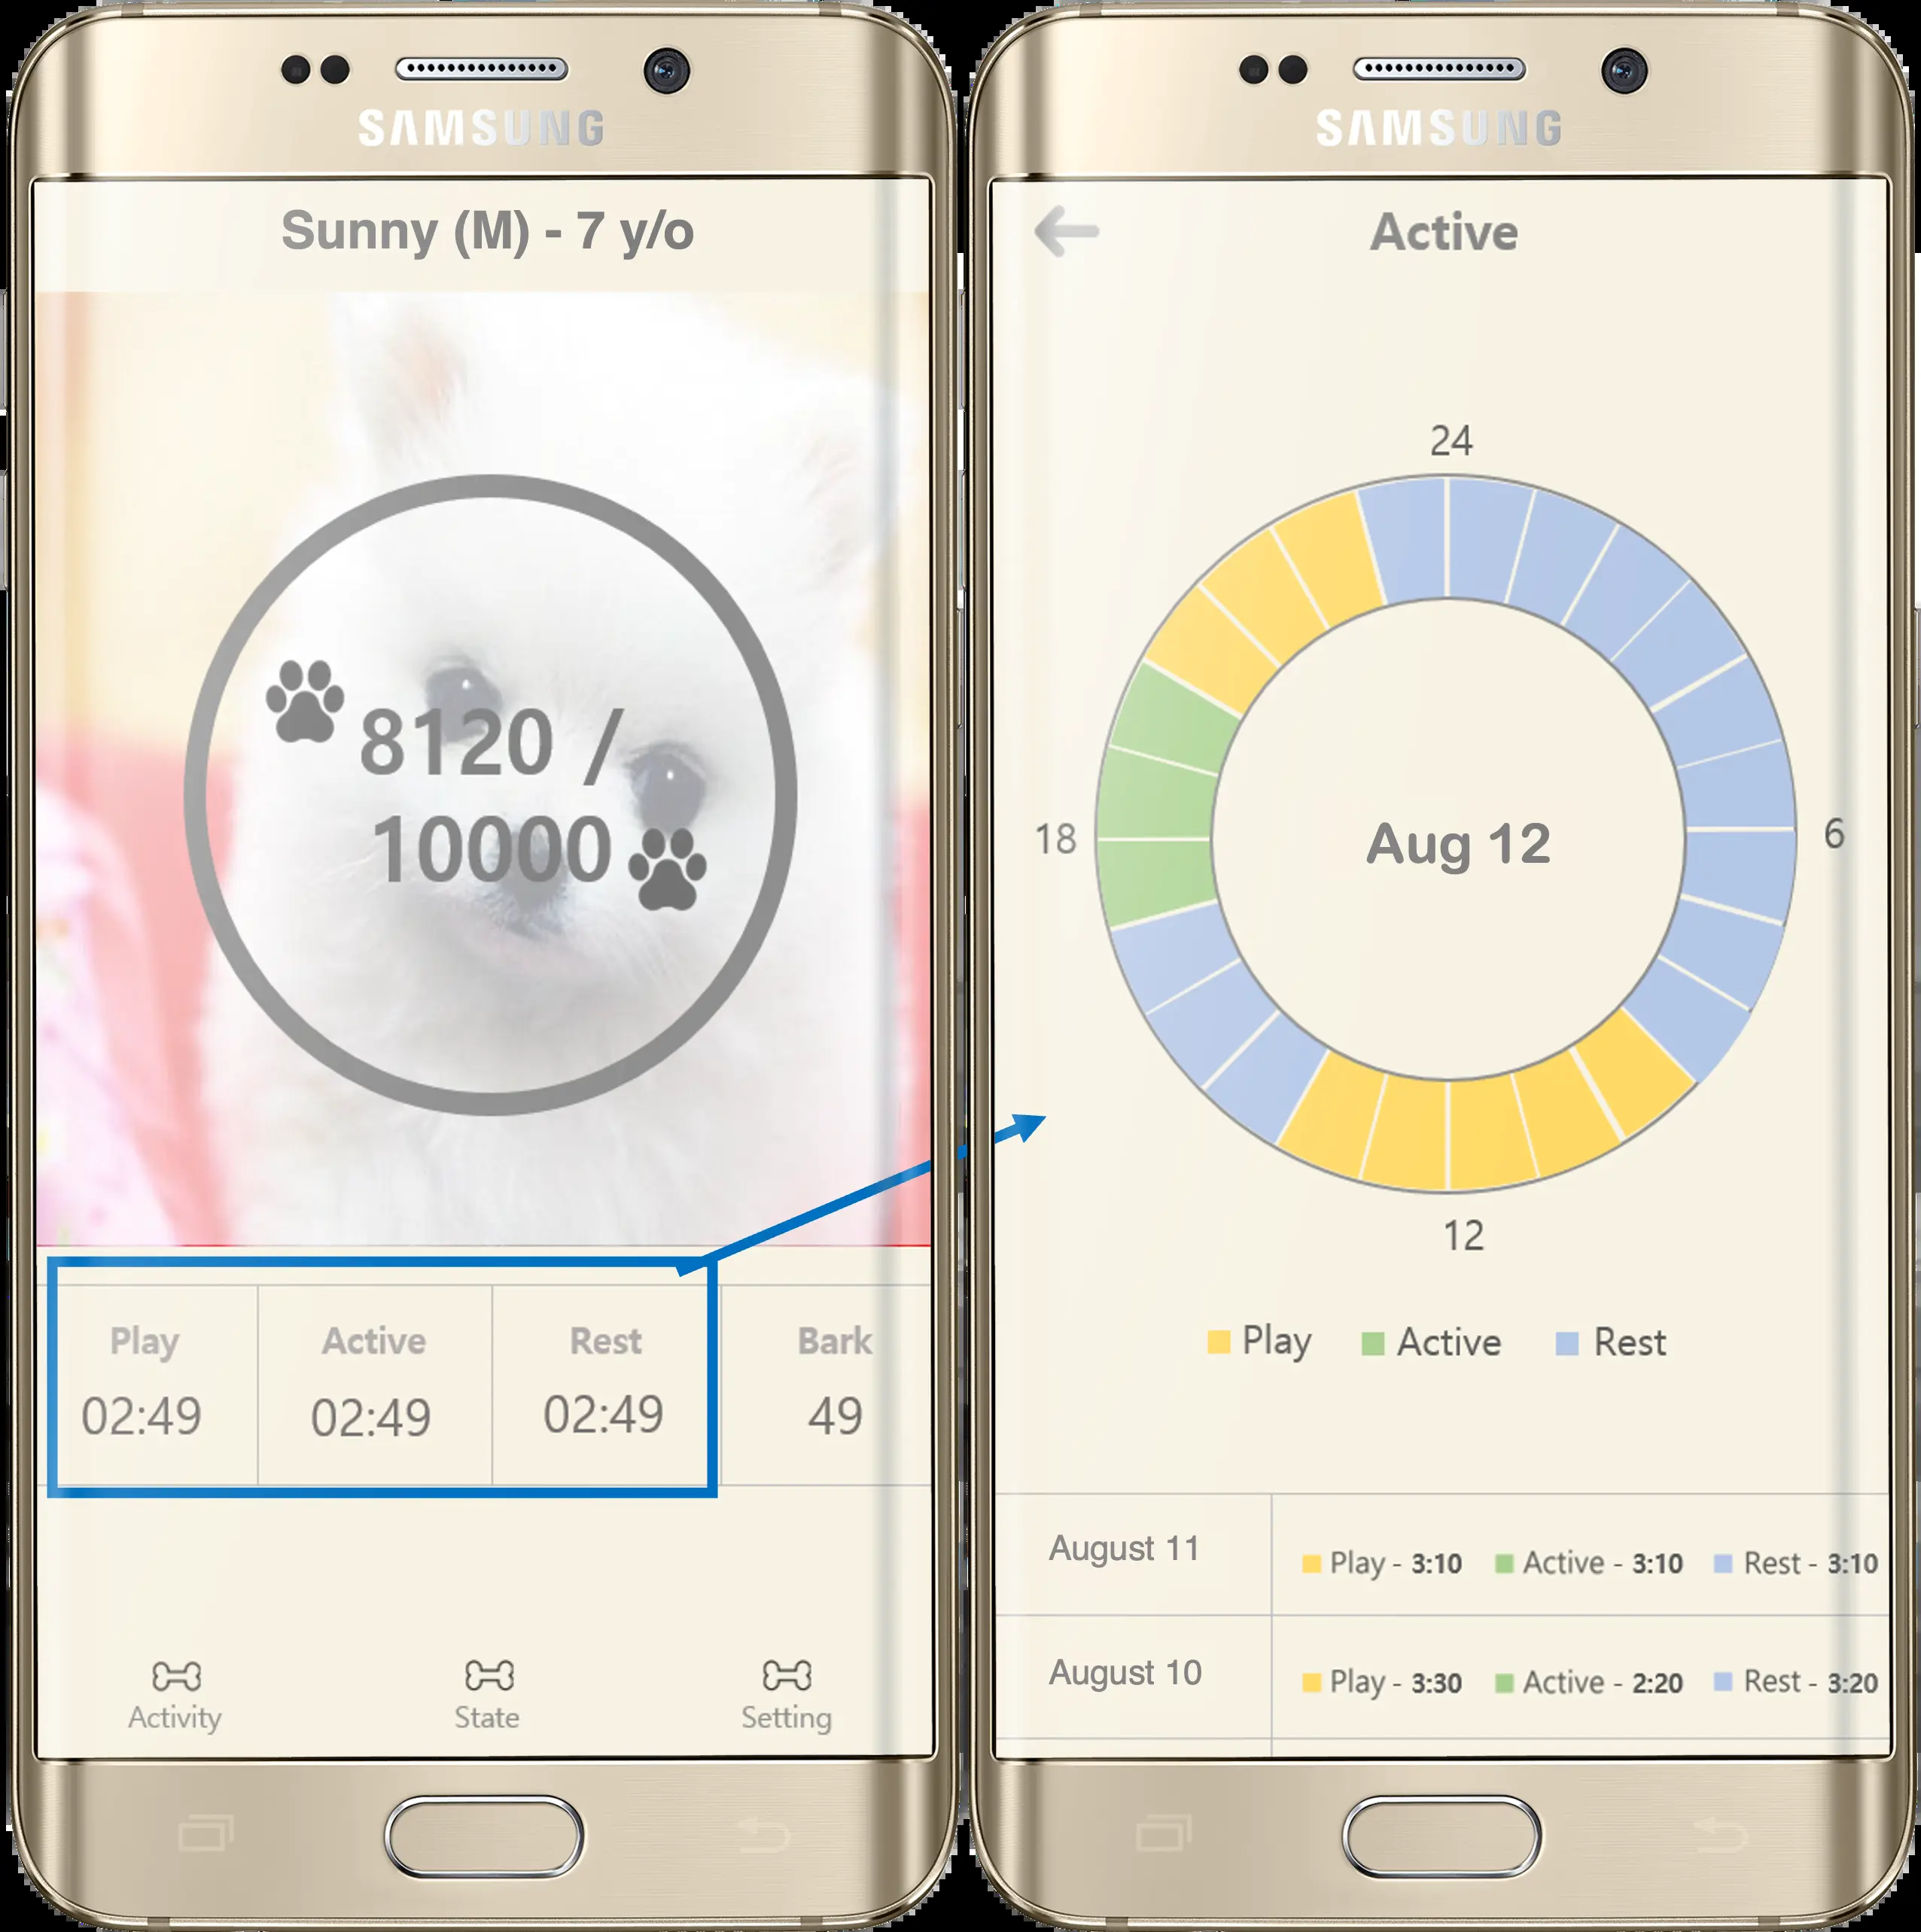 SAMSUNG
Sunny (M) - 7 y/o
8120 /
10000
Play
Active
Rest
Bark
02:49
02:49
02:49
49
Activity
State
Setting
SAMSUNG
Active
24
18
Aug 12
6
12
Play
Active
Rest
August 11
Play - 3:10
Active - 3:10
Rest - 3:10
August 10
Play - 3:30
Active - 2:20
Rest - 3:20